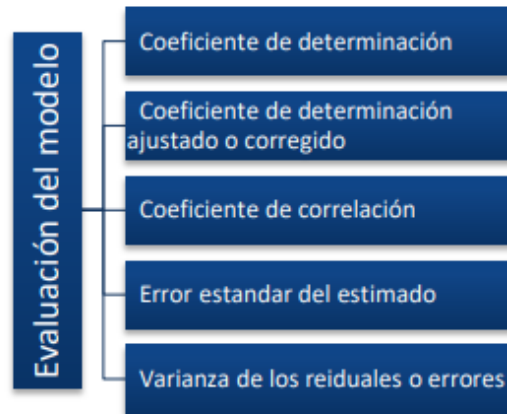 Evaluación del modelo
Coeficiente de determinación
Coeficiente de determinación
ajustado o corregido
Coeficiente de correlación
Error estandar del estimado
Varianza de los reiduales o errores